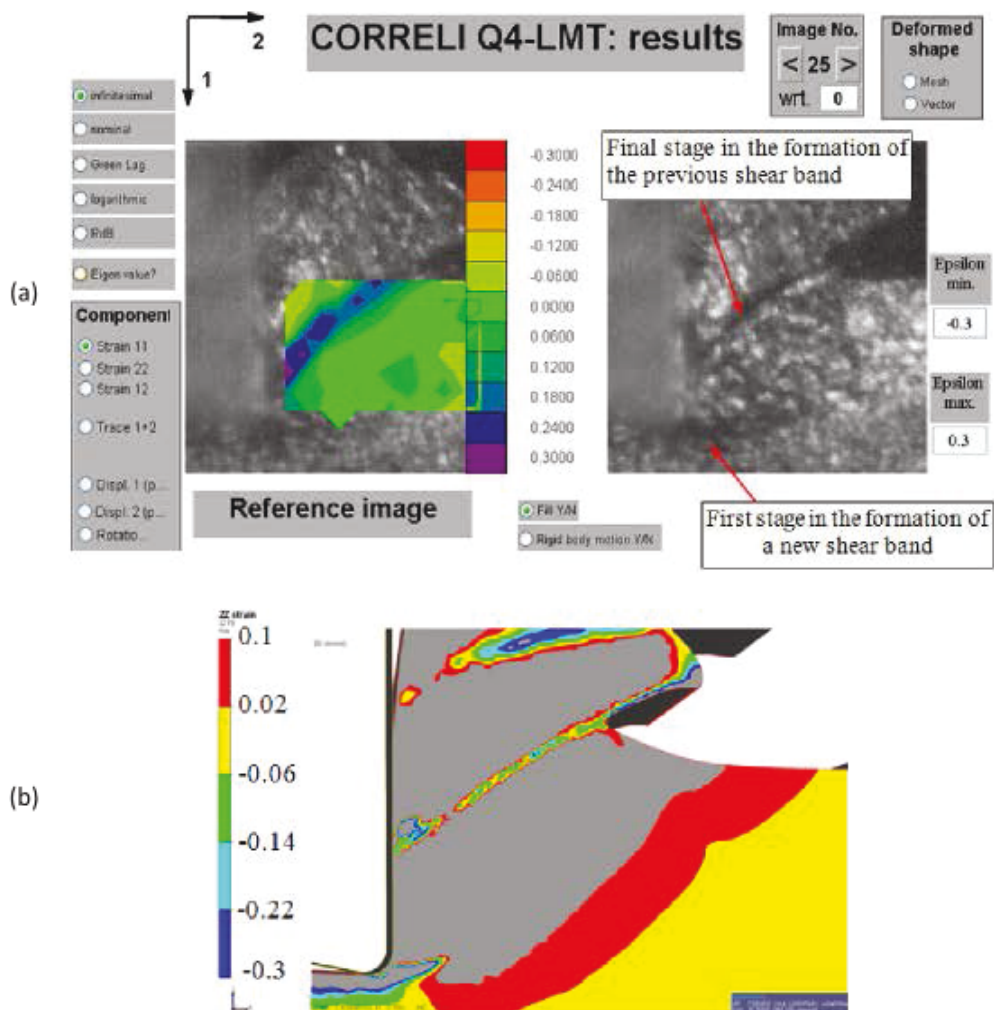 CORRELI Q4-LMT: results
2
1
Image No.
< 25 >
wrt. 0
Deformed
shape
Mesh
Vector
infinitesimal
nominal
Green Lag.
logarithmic
Eigen value?
Component
Strain 11
Strain 22
Strain 12
Trace 1+2
Displ. 1 (p...
Displ. 2 (p...
Rotatio...
-0.3000
-0.2400
-0.1800
-0.1200
-0.0600
0.0000
0.0600
0.1200
0.1800
0.2400
0.3000
Final stage in the formation of
the previous shear band
Epsilon
min.
-0.3
Epsilon
max.
0.3
(a)
Reference image
Fill Y/N
Rigid body motion Y/N
First stage in the formation of
a new shear band
ZZ strain
0.1
0.02
-0.06
-0.14
-0.22
-0.3
(b)